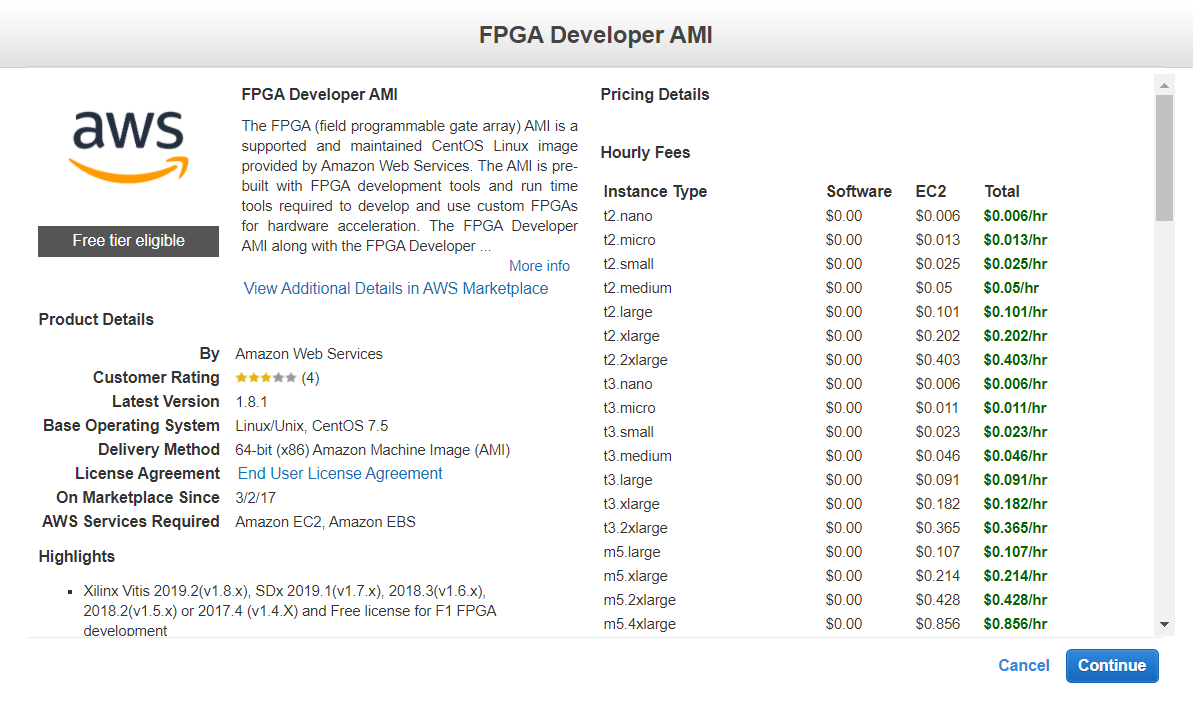 FPGA Developer AMI
aws
Free tier eligible
FPGA Developer AMI
The FPGA (field programmable gate array) AMI is a
supported and maintained CentOS Linux image
provided by Amazon Web Services. The AMI is pre-
built with FPGA development tools and run time
tools required to develop and use custom FPGAs
for hardware acceleration. The FPGA Developer
AMI along with the FPGA Developer ...
More info
View Additional Details in AWS Marketplace
Product Details
By Amazon Web Services
Customer Rating (4)
Latest Version 1.8.1
Base Operating System Linux/Unix, CentOS 7.5
Delivery Method 64-bit (x86) Amazon Machine Image (AMI)
License Agreement End User License Agreement
On Marketplace Since 3/2/17
AWS Services Required Amazon EC2, Amazon EBS
Highlights
Xilinx Vitis 2019.2(v1.8.x), SDx 2019.1(v1.7.x), 2018.3(v1.6.x),
2018.2(v1.5.x) or 2017.4 (v1.4.X) and Free license for F1 FPGA
development
Pricing Details
Hourly Fees
Instance Type Software EC2 Total
t2.nano $0.00 $0.006 $0.006/hr
t2.micro $0.00 $0.013 $0.013/hr
t2.small $0.00 $0.025 $0.025/hr
t2.medium $0.00 $0.05 $0.05/hr
t2.large $0.00 $0.101 $0.101/hr
t2.xlarge $0.00 $0.202 $0.202/hr
t2.2xlarge $0.00 $0.403 $0.403/hr
t3.nano $0.00 $0.006 $0.006/hr
t3.micro $0.00 $0.011 $0.011/hr
t3.small $0.00 $0.023 $0.023/hr
t3.medium $0.00 $0.046 $0.046/hr
t3.large $0.00 $0.091 $0.091/hr
t3.xlarge $0.00 $0.182 $0.182/hr
t3.2xlarge $0.00 $0.365 $0.365/hr
m5.large $0.00 $0.107 $0.107/hr
m5.xlarge $0.00 $0.214 $0.214/hr
m5.2xlarge $0.00 $0.428 $0.428/hr
m5.4xlarge $0.00 $0.856 $0.856/hr
Cancel Continue